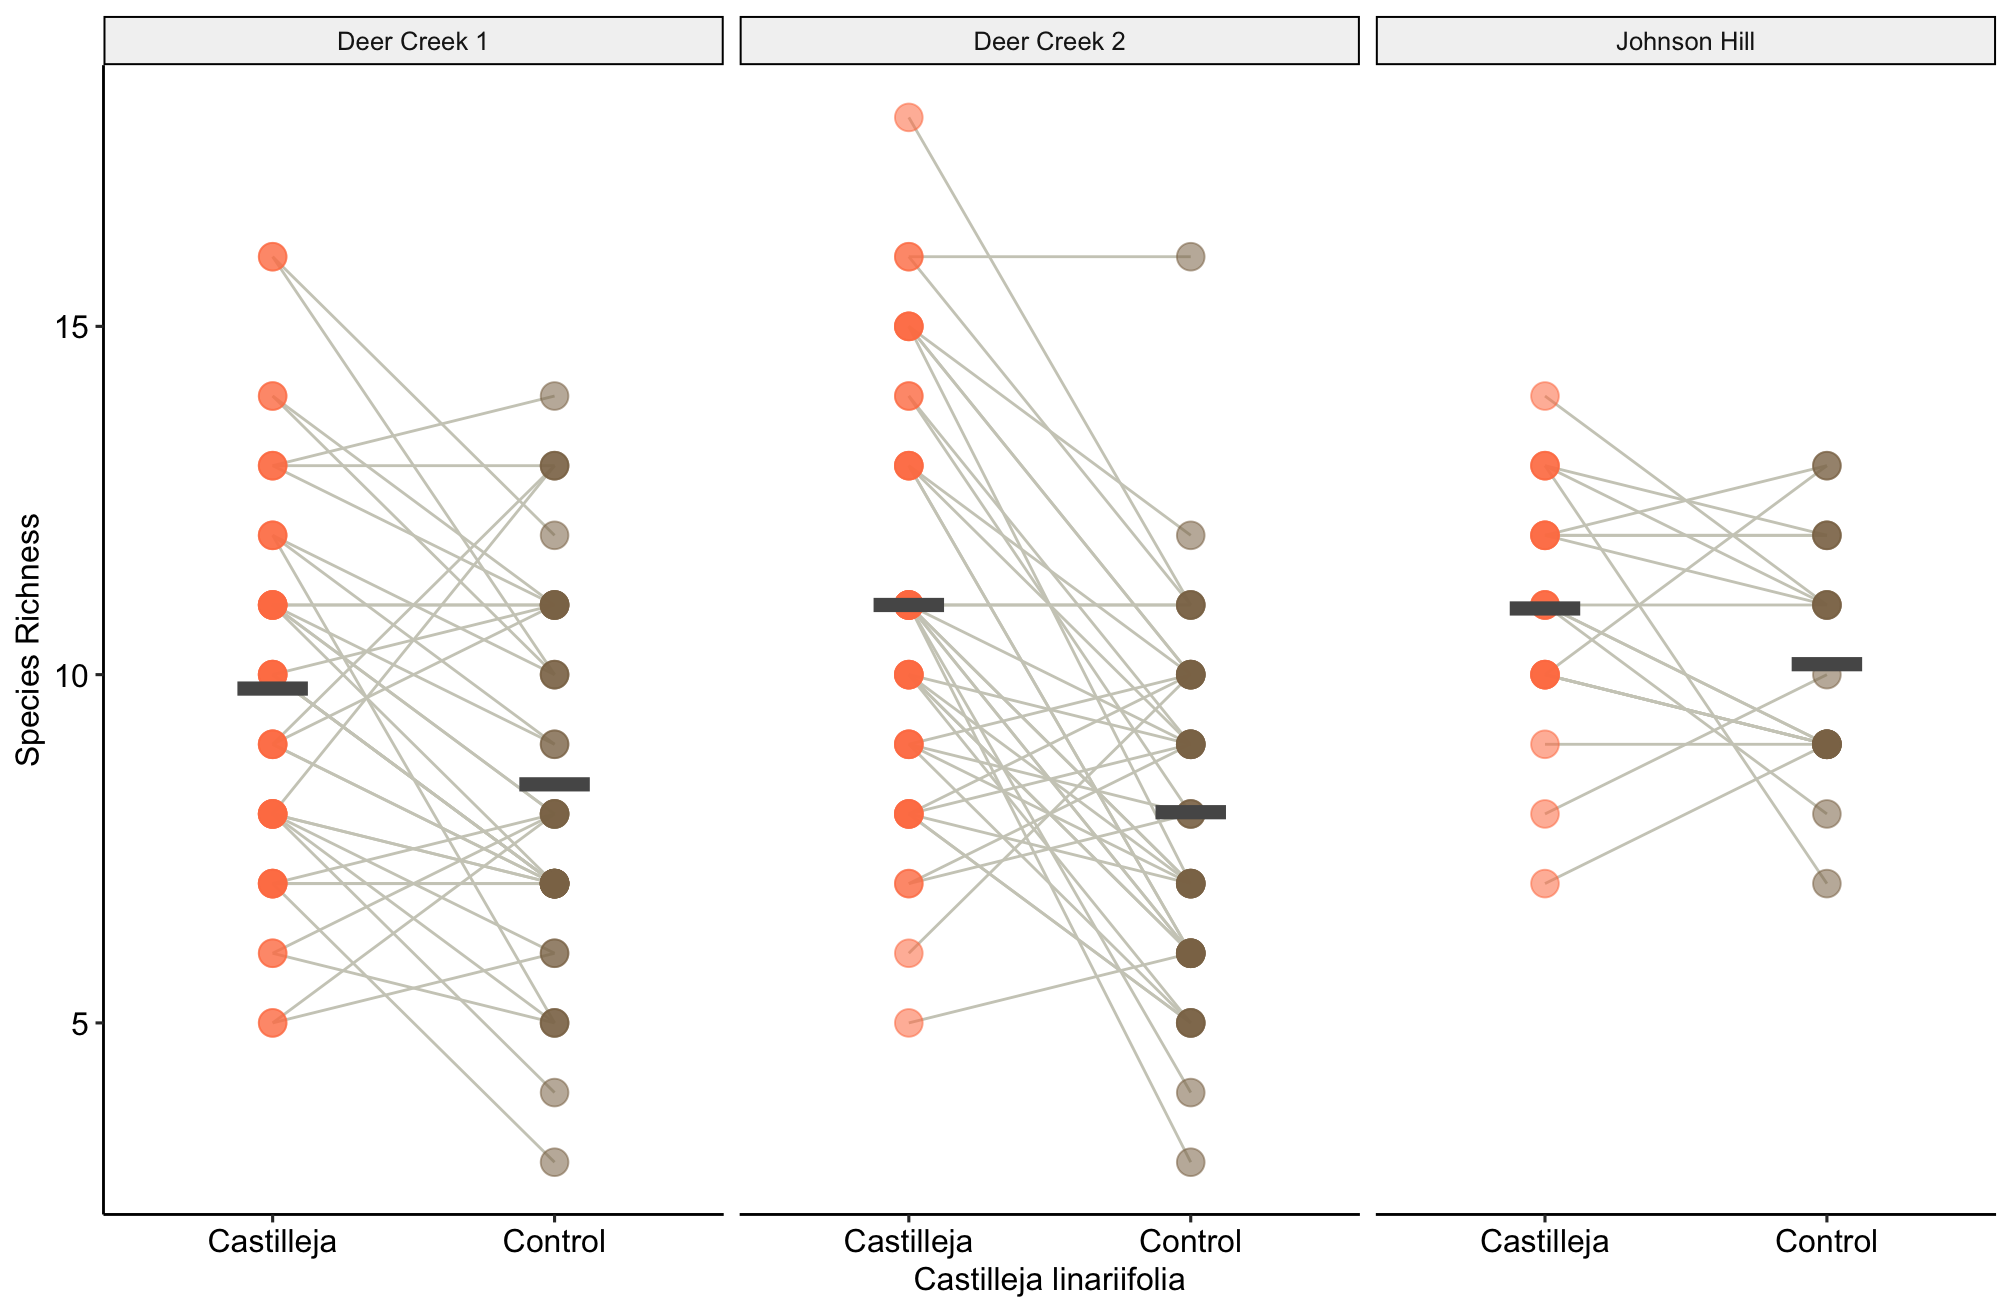 Deer Creek 1
Deer Creek 2
Johnson Hill
Species Richness
15
10
5
Castilleja
Control
Castilleja
Control
Castilleja
Control
Castilleja linariifolia